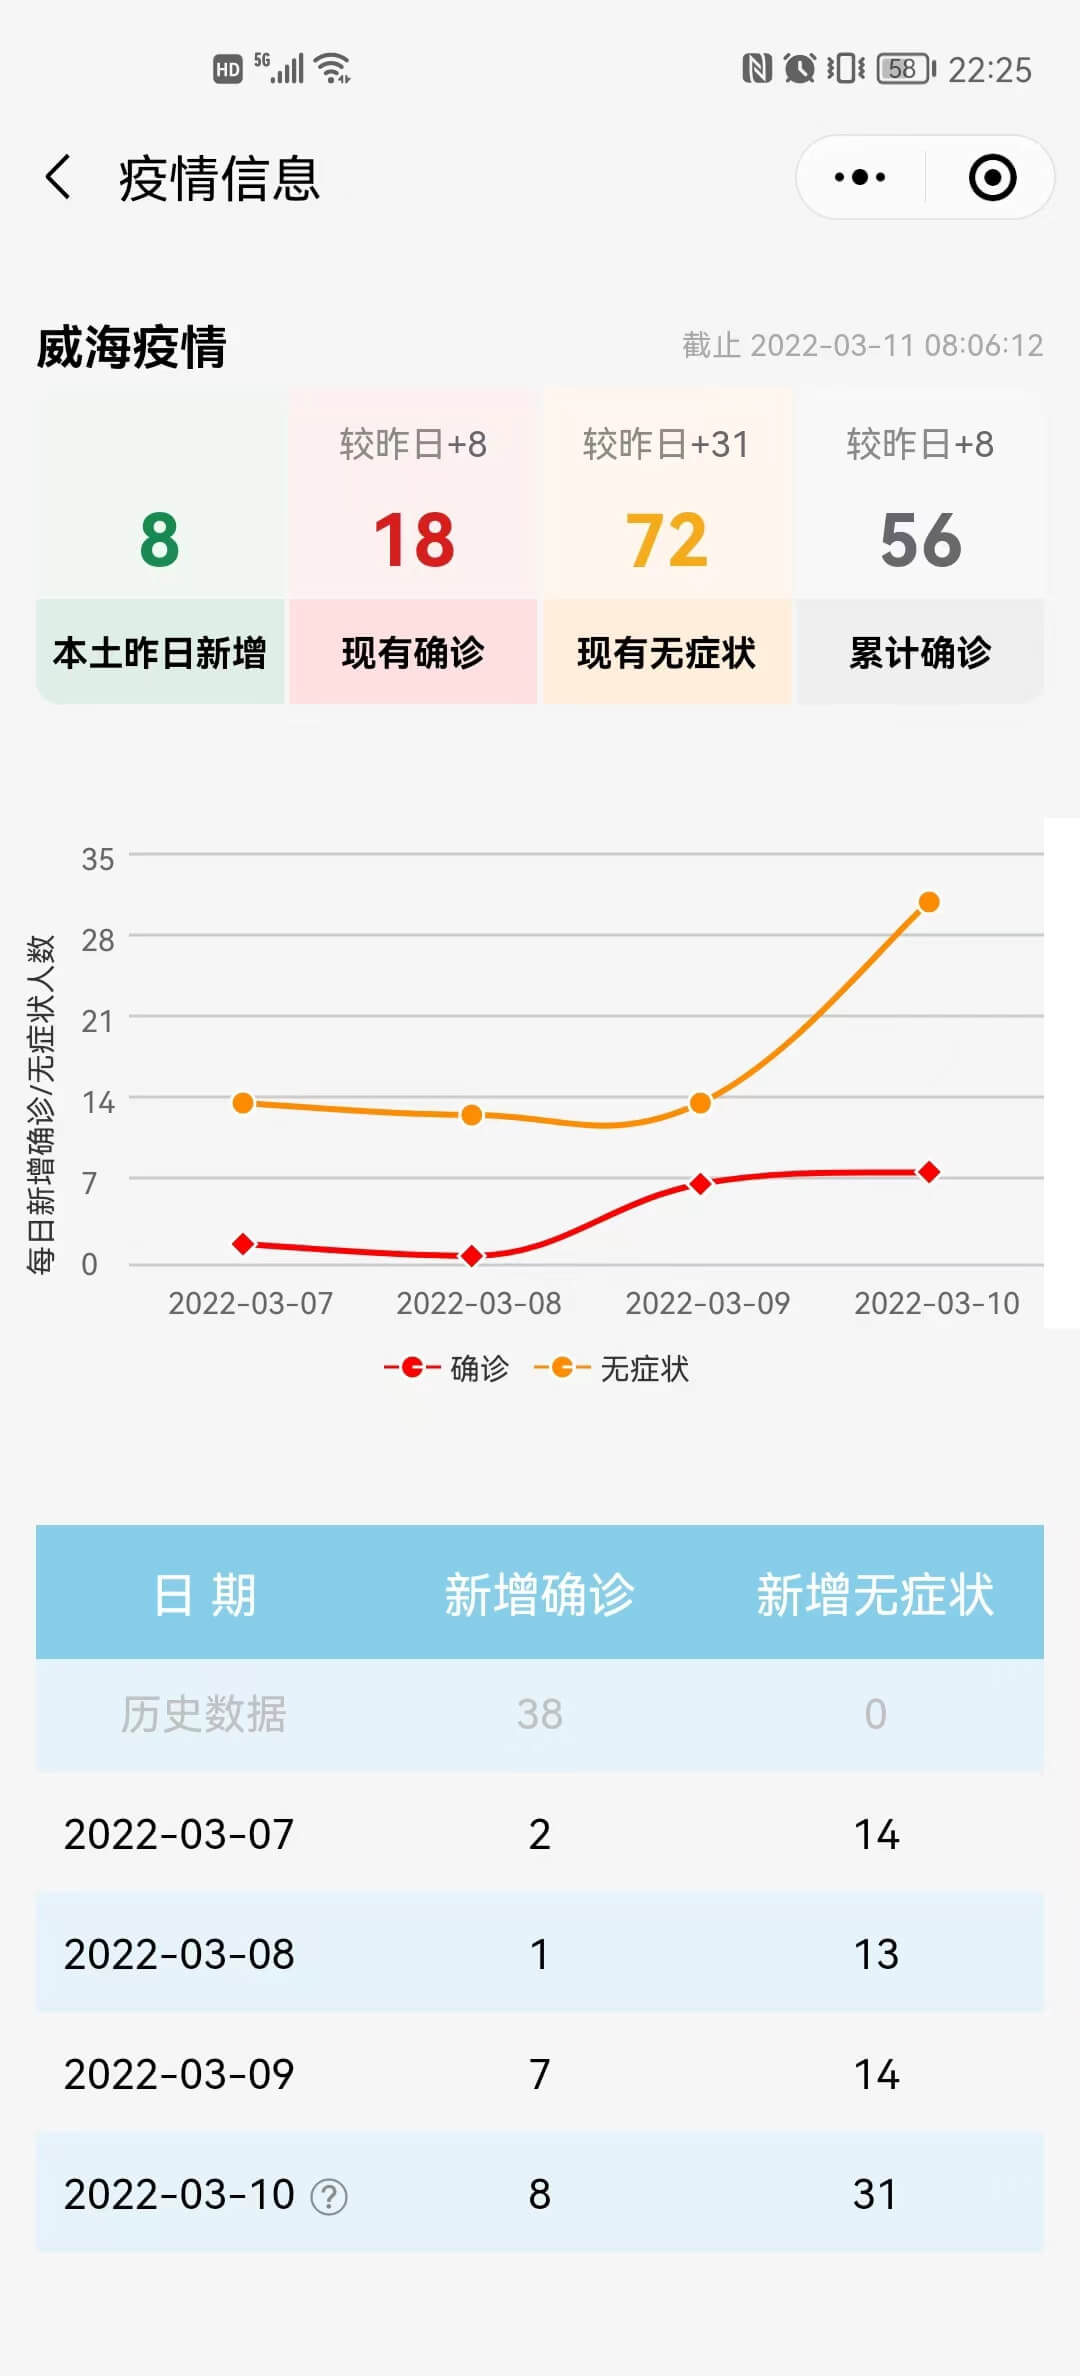 HD 5G 58 22:25
疫情信息
威海疫情 截止 2022-03-11 08:06:12
较昨日+8 较昨日+31 较昨日+8
8 18 72 56
本土昨日新增 现有确诊 现有无症状 累计确诊
每日新增确诊/无症状人数
35
28
21
14
7
0
2022-03-07 2022-03-08 2022-03-09 2022-03-10
确诊 无症状
日 期 新增确诊 新增无症状
历史数据 38 0
2022-03-07 2 14
2022-03-08 1 13
2022-03-09 7 14
2022-03-10 ? 8 31